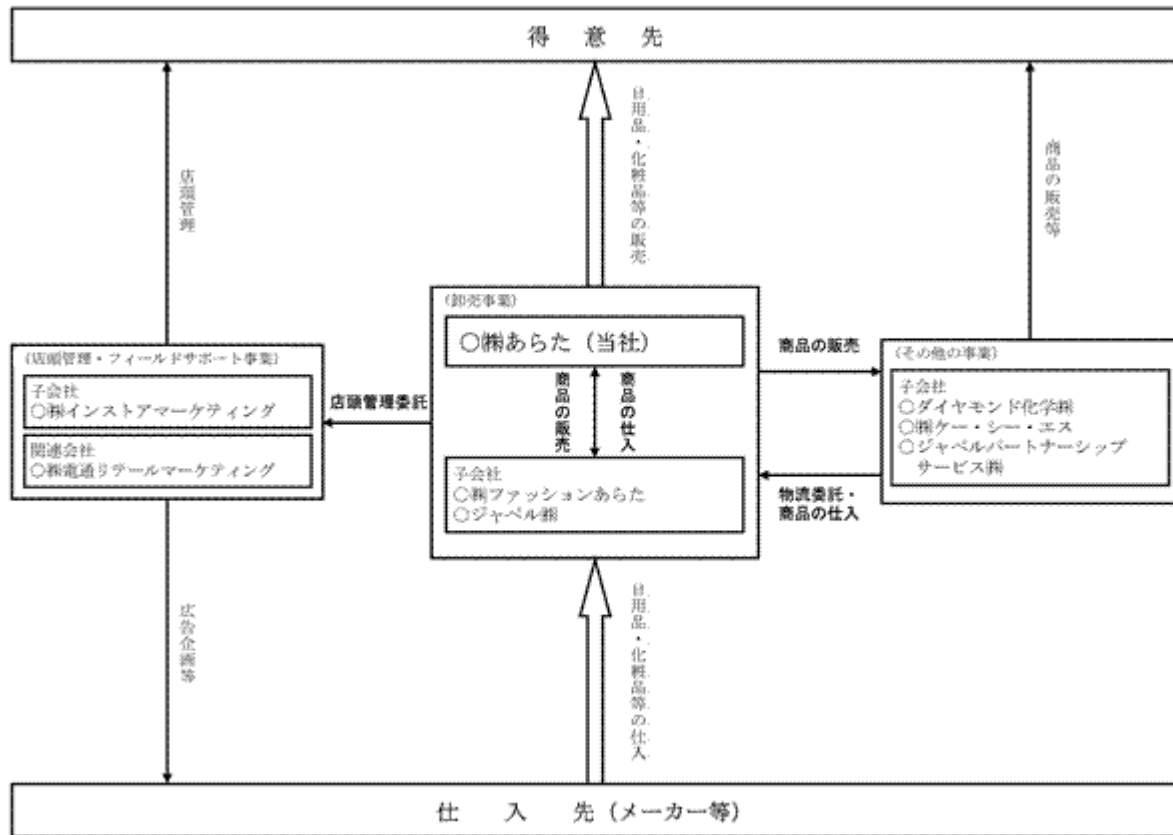 得意先
店頭管理
日用品・化粧品等の販売
商品の販売等
(卸売事業)
○㈱あらた(当社)
商品の販売
商品の仕入
子会社
○㈱ファッションあらた
○ジャペル㈱
(店頭管理・フィールドサポート事業)
子会社
○㈱インストアマーケティング
関連会社
○㈱電通リテールマーケティング
店頭管理委託
商品の販売
物流委託・
商品の仕入
(その他の事業)
子会社
○ダイヤモンド化学㈱
○㈱ケー・シー・エス
○ジャペルパートナーシップ
サービス㈱
広告企画等
日用品・化粧品等の仕入
仕入先(メーカー等)